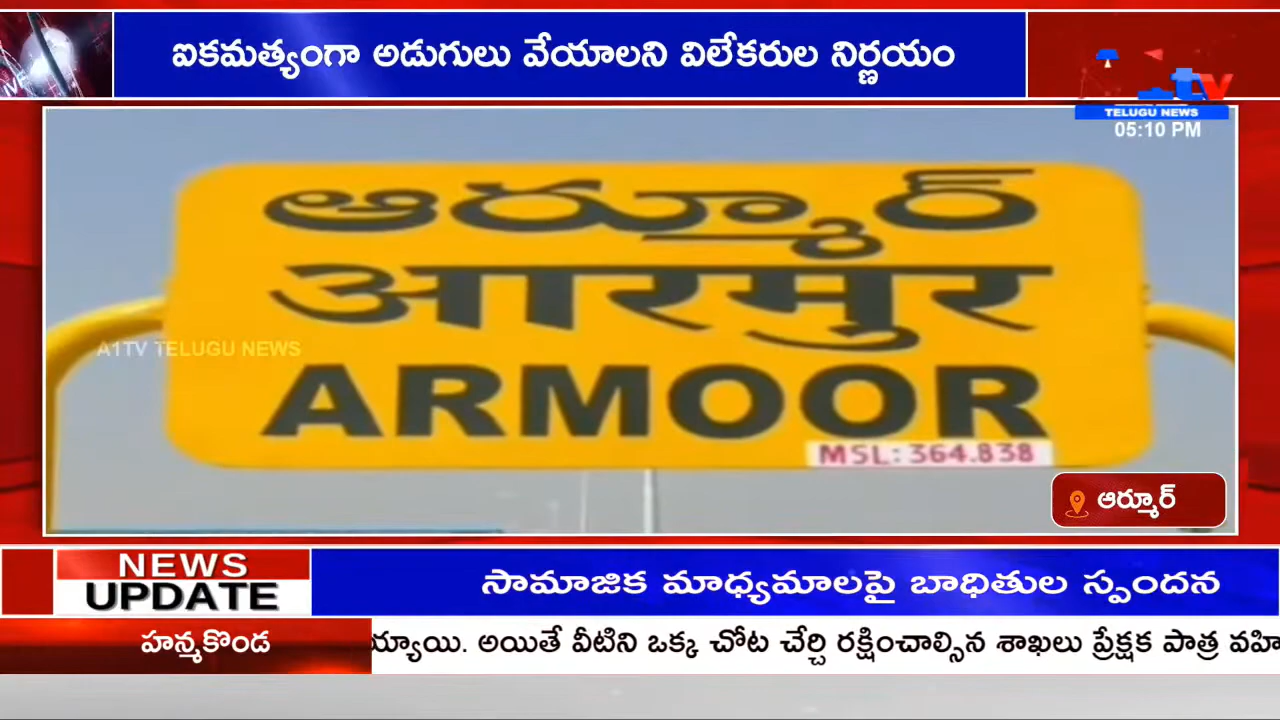 ఐకమత్యంగా అడుగులు వేయాలని విలేకరుల నిర్ణయం
tv
TELUGU NEWS
05:10 PM
ఆర్మూర్
आरमुर
ARMOOR
A1TV TELUGU NEWS
MSL: 364.838
ఆర్మూర్
NEWS
UPDATE
సామాజిక మాధ్యమాలపై బాధితుల స్పందన
హన్మకొండ
య్యాయి. అయితే వీటిని ఒక్క చోట చేర్చి రక్షించాల్సిన శాఖలు ప్రేక్షక పాత్ర వహి